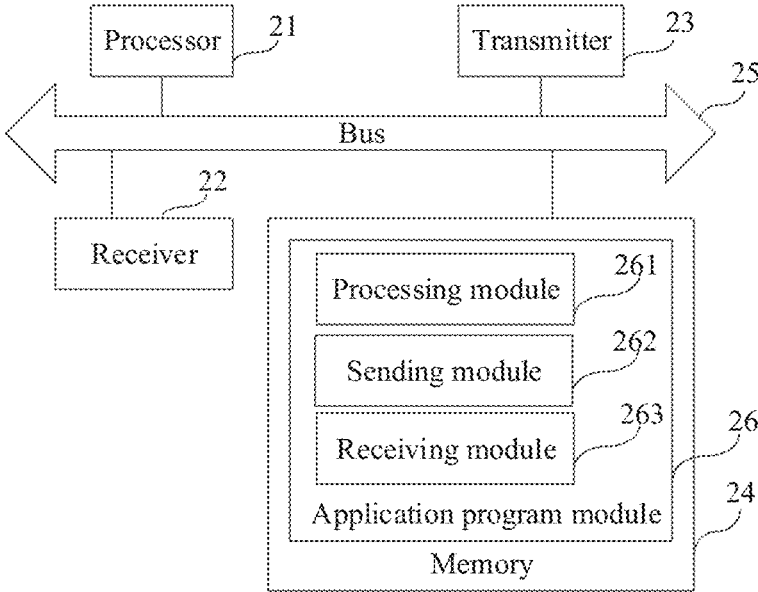 Processor
21
Transmitter
23
25
Bus
22
Receiver
261
Processing module
262
Sending module
263
Receiving module
26
Application program module
24
Memory